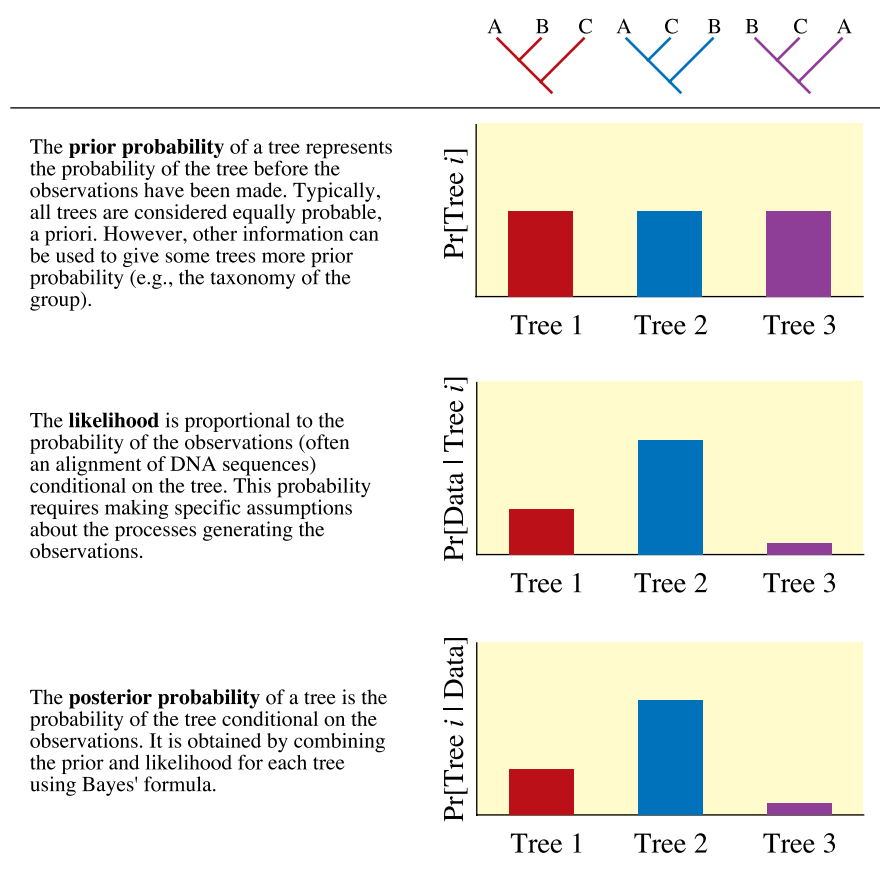 A B C A C B B C A
The prior probability of a tree represents
the probability of the tree before the
observations have been made. Typically,
all trees are considered equally probable,
a priori. However, other information can
be used to give some trees more prior
probability (e.g., the taxonomy of the
group).
Pr[Tree i]
Tree 1 Tree 2 Tree 3
The likelihood is proportional to the
probability of the observations (often
an alignment of DNA sequences)
conditional on the tree. This probability
requires making specific assumptions
about the processes generating the
observations.
Pr[Data | Tree i]
Tree 1 Tree 2 Tree 3
The posterior probability of a tree is the
probability of the tree conditional on the
observations. It is obtained by combining
the prior and likelihood for each tree
using Bayes' formula.
Pr[Tree i | Data]
Tree 1 Tree 2 Tree 3